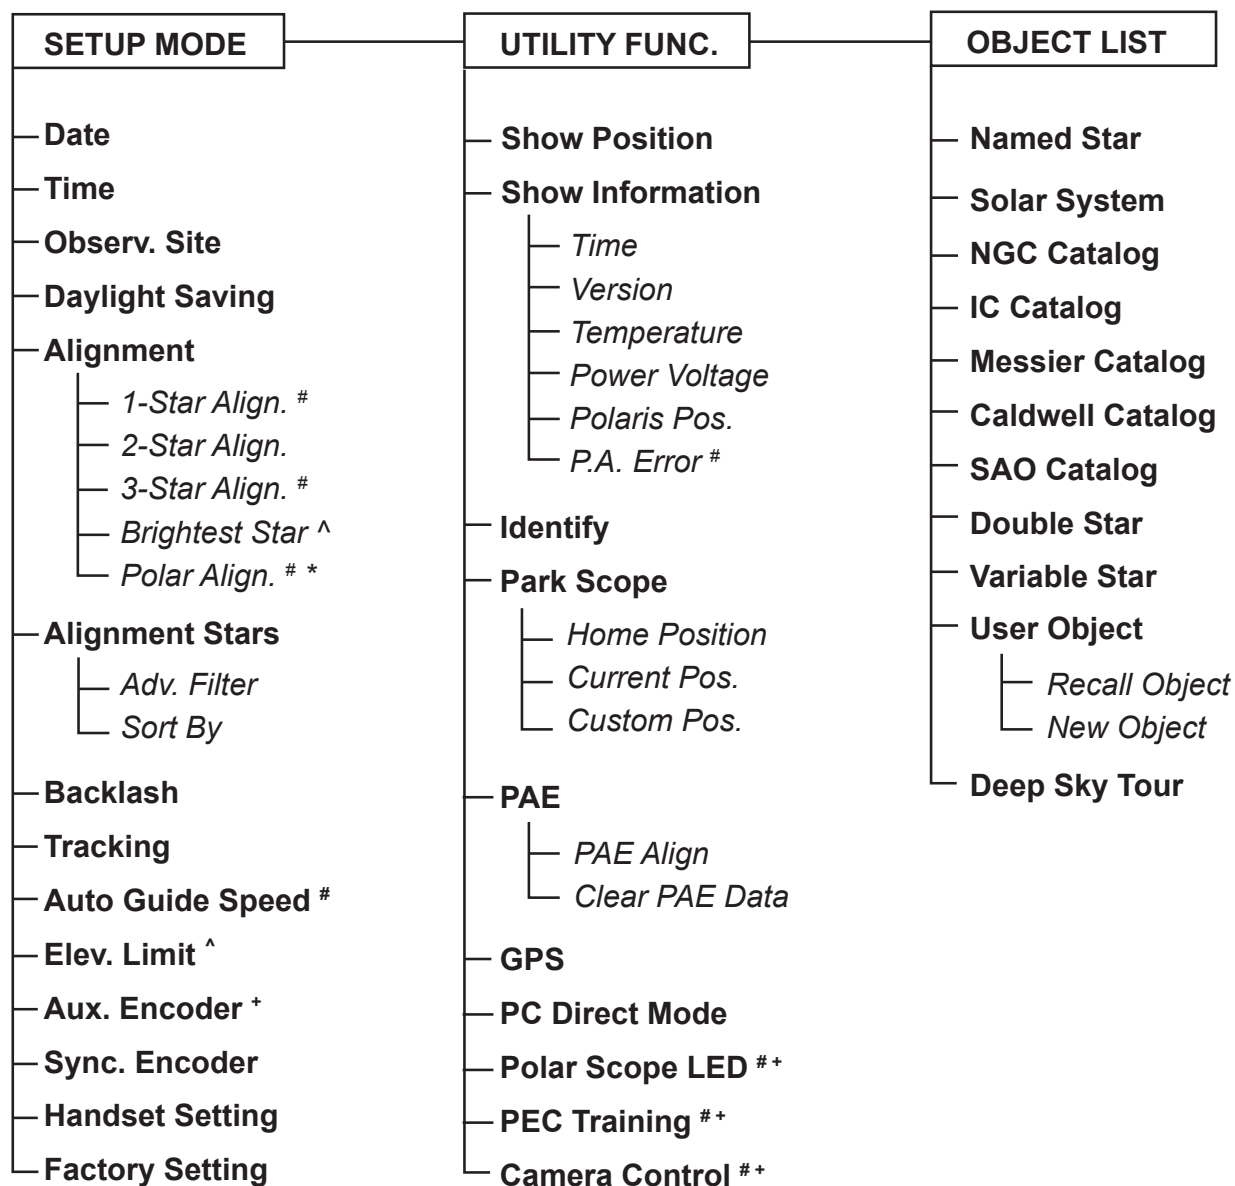 SETUP MODE
Date
Time
Observ. Site
Daylight Saving
Alignment
1-Star Align. #
2-Star Align.
3-Star Align. #
Brightest Star ^
Polar Align. # *
Alignment Stars
Adv. Filter
Sort By
Backlash
Tracking
Auto Guide Speed #
Elev. Limit ^
Aux. Encoder +
Sync. Encoder
Handset Setting
Factory Setting
UTILITY FUNC.
Show Position
Show Information
Time
Version
Temperature
Power Voltage
Polaris Pos.
P.A. Error #
Identify
Park Scope
Home Position
Current Pos.
Custom Pos.
PAE
PAE Align
Clear PAE Data
GPS
PC Direct Mode
Polar Scope LED # +
PEC Training # +
Camera Control # +
OBJECT LIST
Named Star
Solar System
NGC Catalog
IC Catalog
Messier Catalog
Caldwell Catalog
SAO Catalog
Double Star
Variable Star
User Object
Recall Object
New Object
Deep Sky Tour